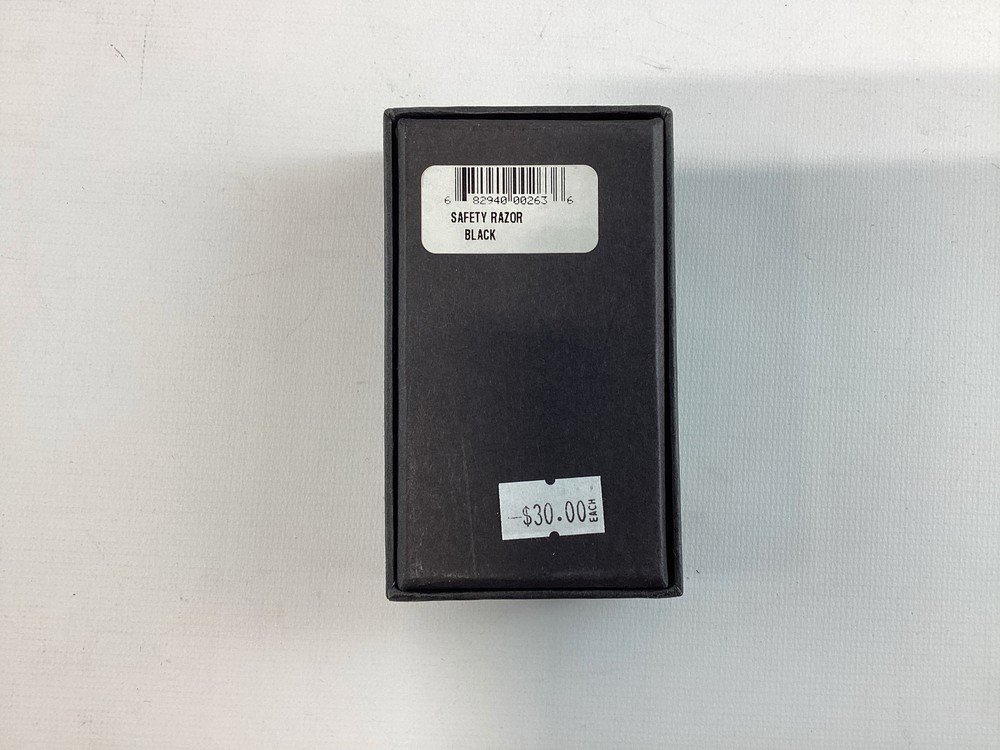 6 82940 00263 6
SAFETY RAZOR
BLACK
$30.00 EACH